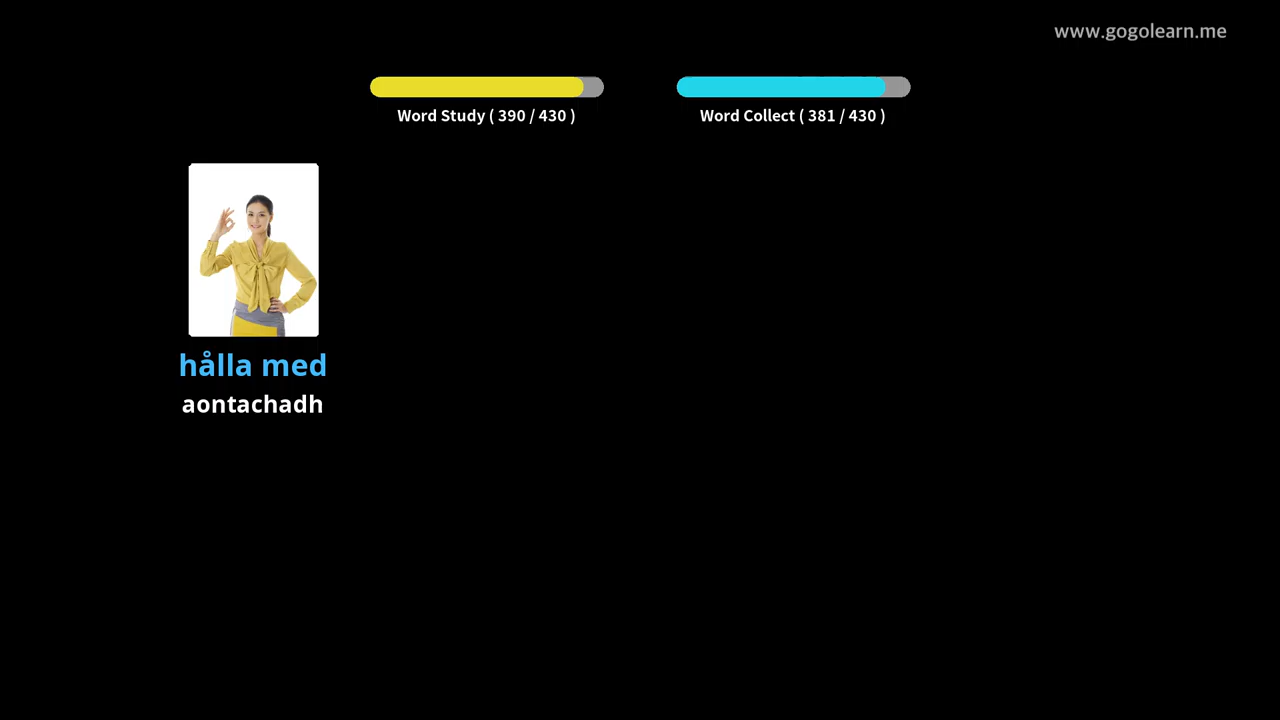 www.gogolearn.me
Word Study ( 390 / 430 )
Word Collect ( 381 / 430 )
hålla med
aontachadh